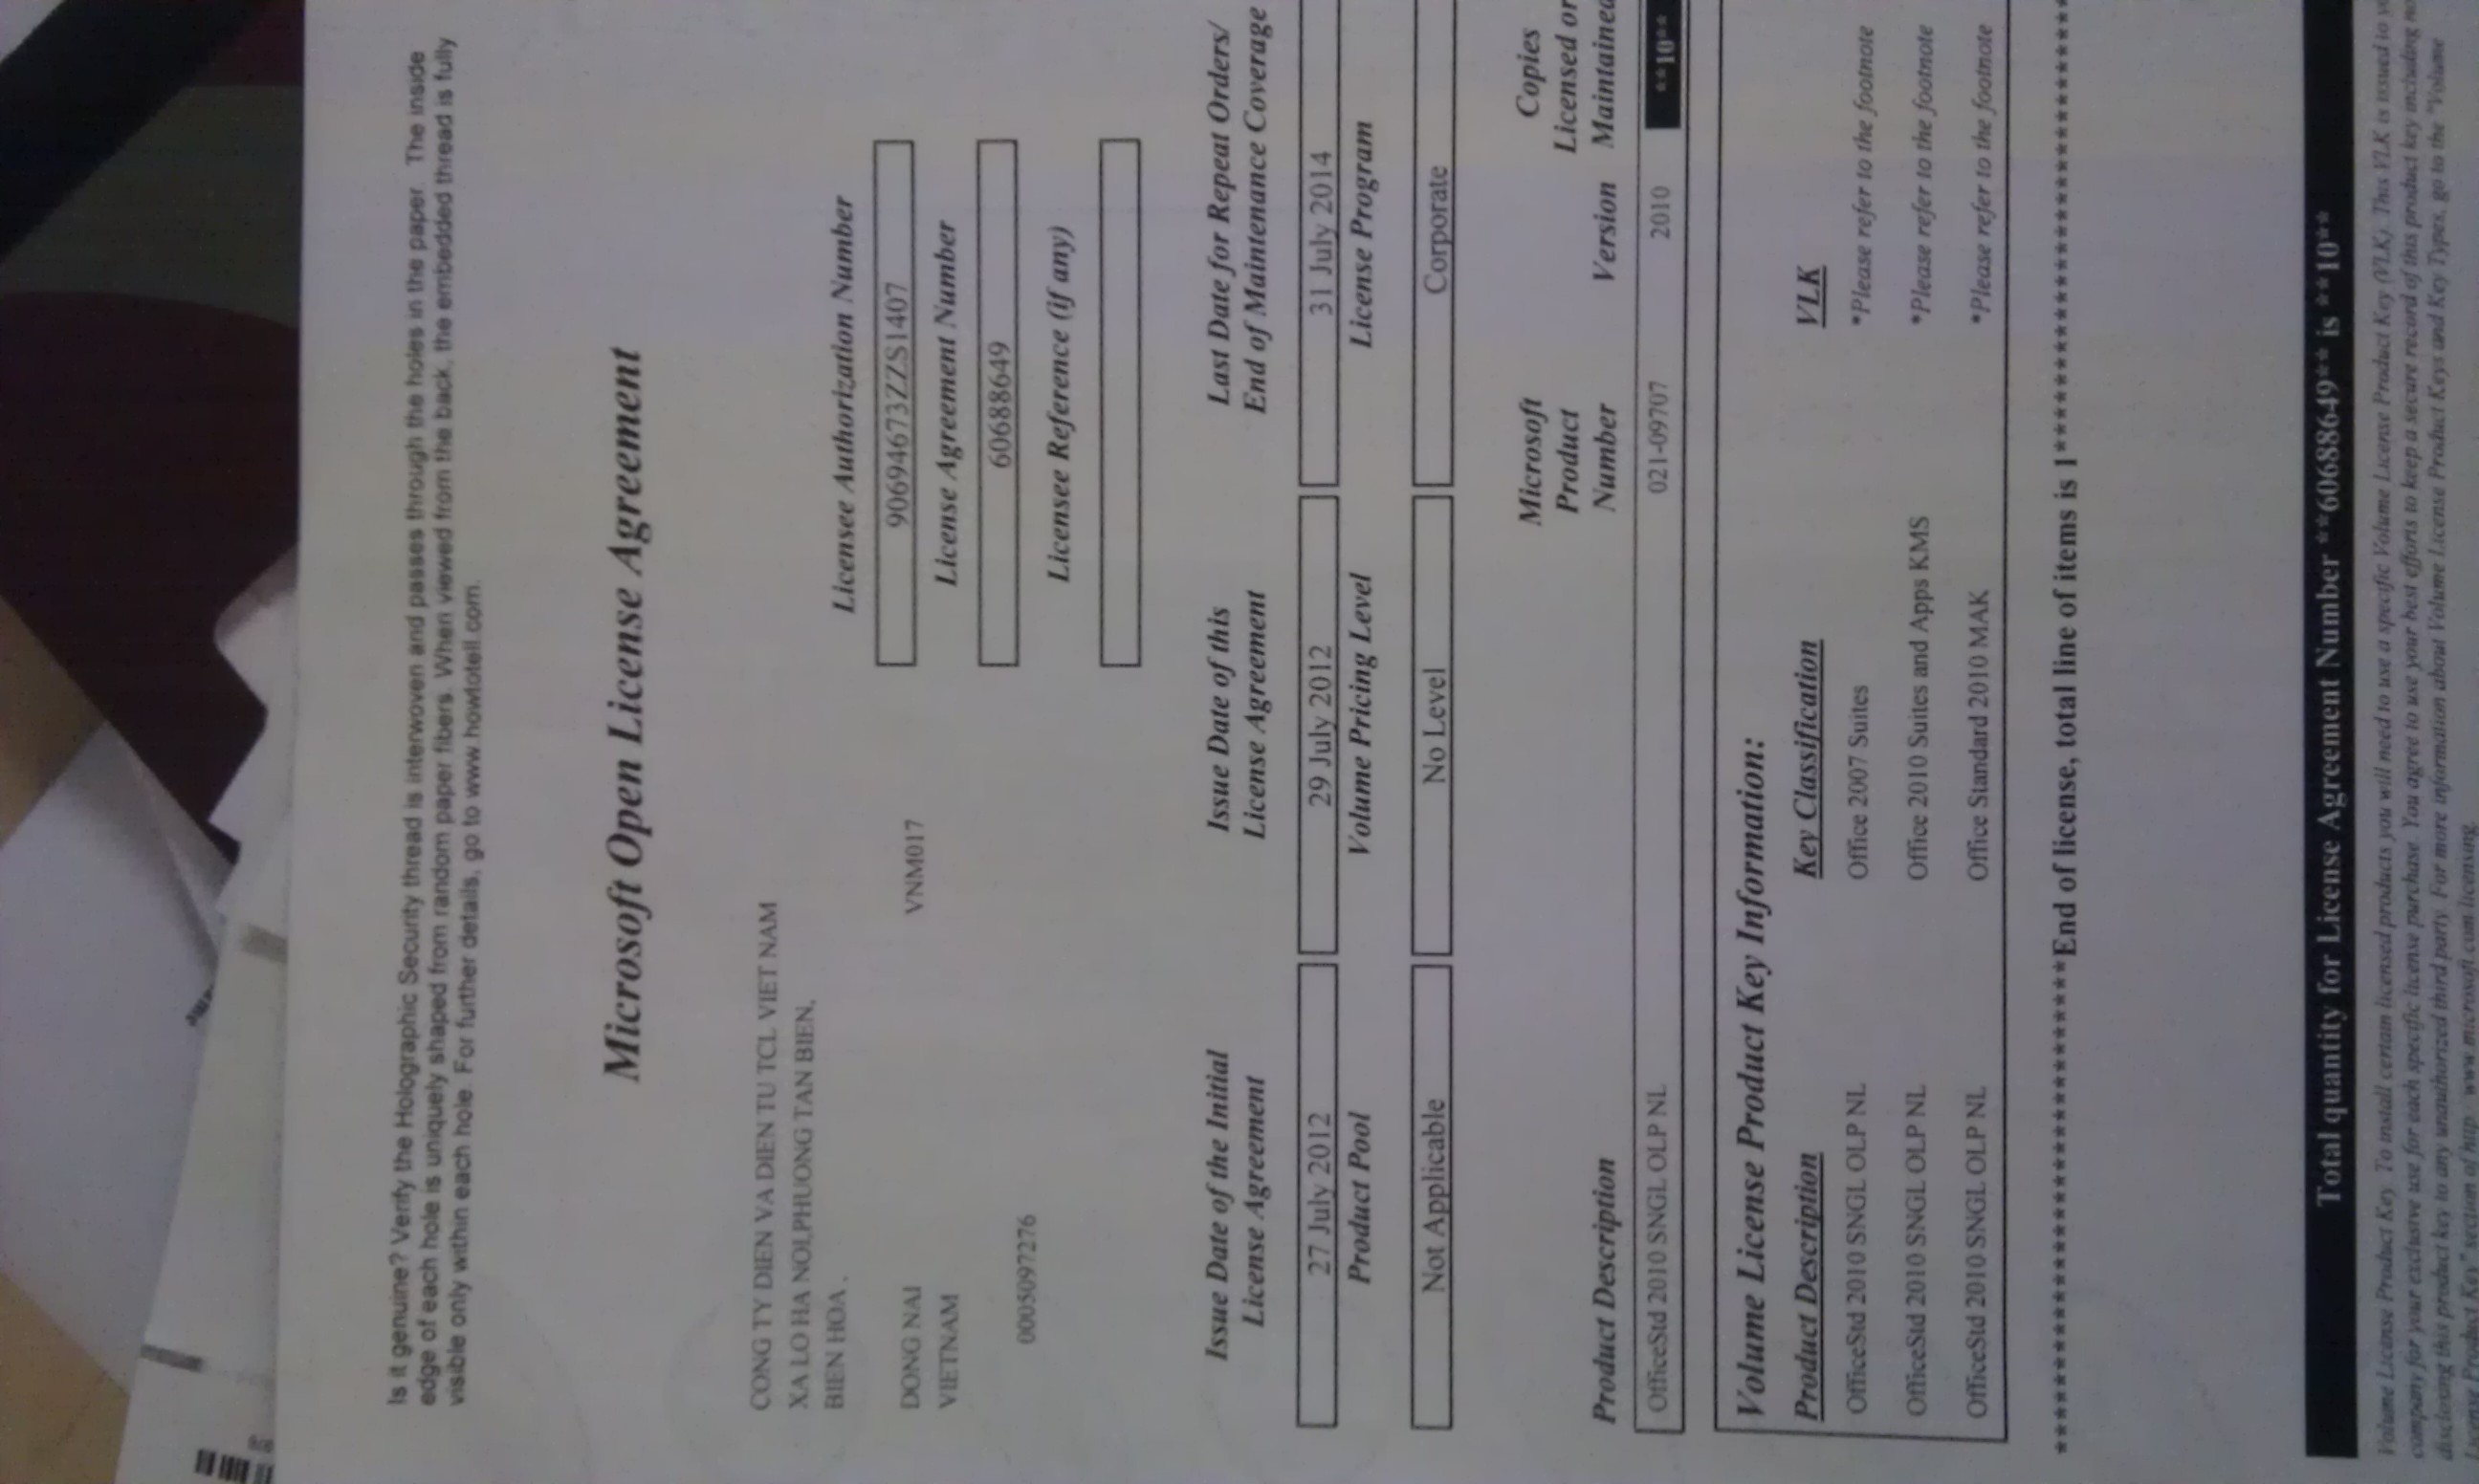 Is it genuine? Verify the Holographic Security thread is interwoven and passes through the holes in the paper. The inside
edge of each hole is uniquely shaped from random paper fibers. When viewed from the back, the embedded thread is fully
visible only within each hole. For further details, go to www.howtotell.com.
Microsoft Open License Agreement
CONG TY DIEN VA DIEN TU TCL VIET NAM
XA LO HA NOI,PHUONG TAN BIEN,
BIEN HOA .
DONG NAI VNM017
VIETNAM
0005097276
Licensee Authorization Number
90694673ZZS1407
License Agreement Number
60688649
Licensee Reference (if any)
Issue Date of the Initial License Agreement
Issue Date of this License Agreement
Last Date for Repeat Orders/ End of Maintenance Coverage
27 July 2012 29 July 2012 31 July 2014
Product Pool Volume Pricing Level License Program
Not Applicable No Level Corporate
Product Description Microsoft Product Number Version Copies Licensed or Maintained
OfficeStd 2010 SNGL OLP NL 021-09707 2010 **10**
Volume License Product Key Information:
Product Description Key Classification VLK
OfficeStd 2010 SNGL OLP NL Office 2007 Suites *Please refer to the footnote
OfficeStd 2010 SNGL OLP NL Office 2010 Suites and Apps KMS *Please refer to the footnote
OfficeStd 2010 SNGL OLP NL Office Standard 2010 MAK *Please refer to the footnote
End of license, total line of items is 1
Total quantity for License Agreement Number **60688649** is **10**
Volume License Product Key. To install certain licensed products you will need to use a specific Volume License Product Key (VLK). This VLK is issued to
company for your exclusive use for each specific license purchase. You agree to use your best efforts to keep a secure record of this product key including
disclosing this product key to any unauthorized third party. For more information about Volume License Product Keys and Key Types, go to the "Volume
License Product Key" section of http www.microsoft.com/licensing.